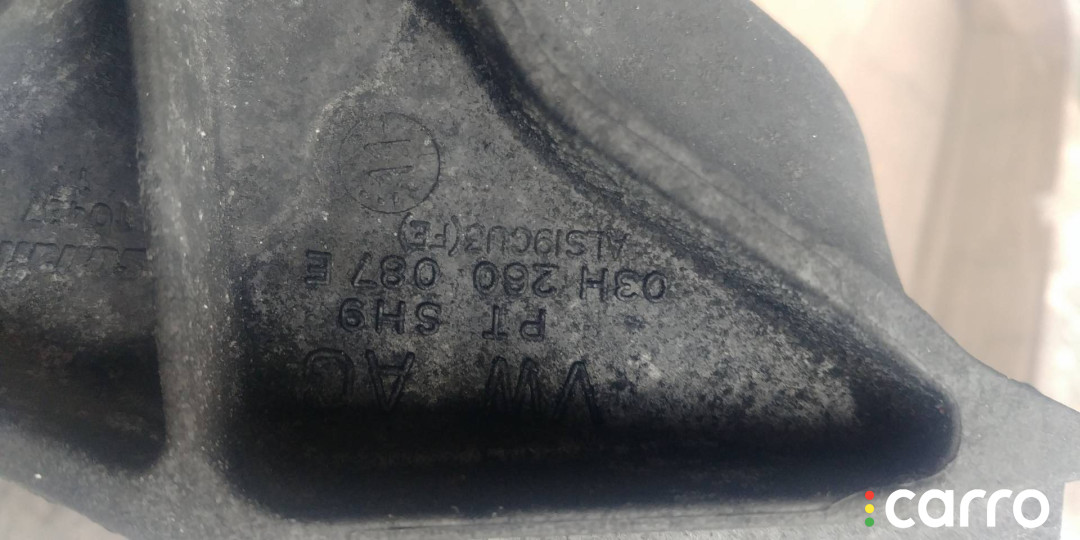 VW AG
PT SH9
03H 260 087 E
ALSI9CU3(FE)
carro